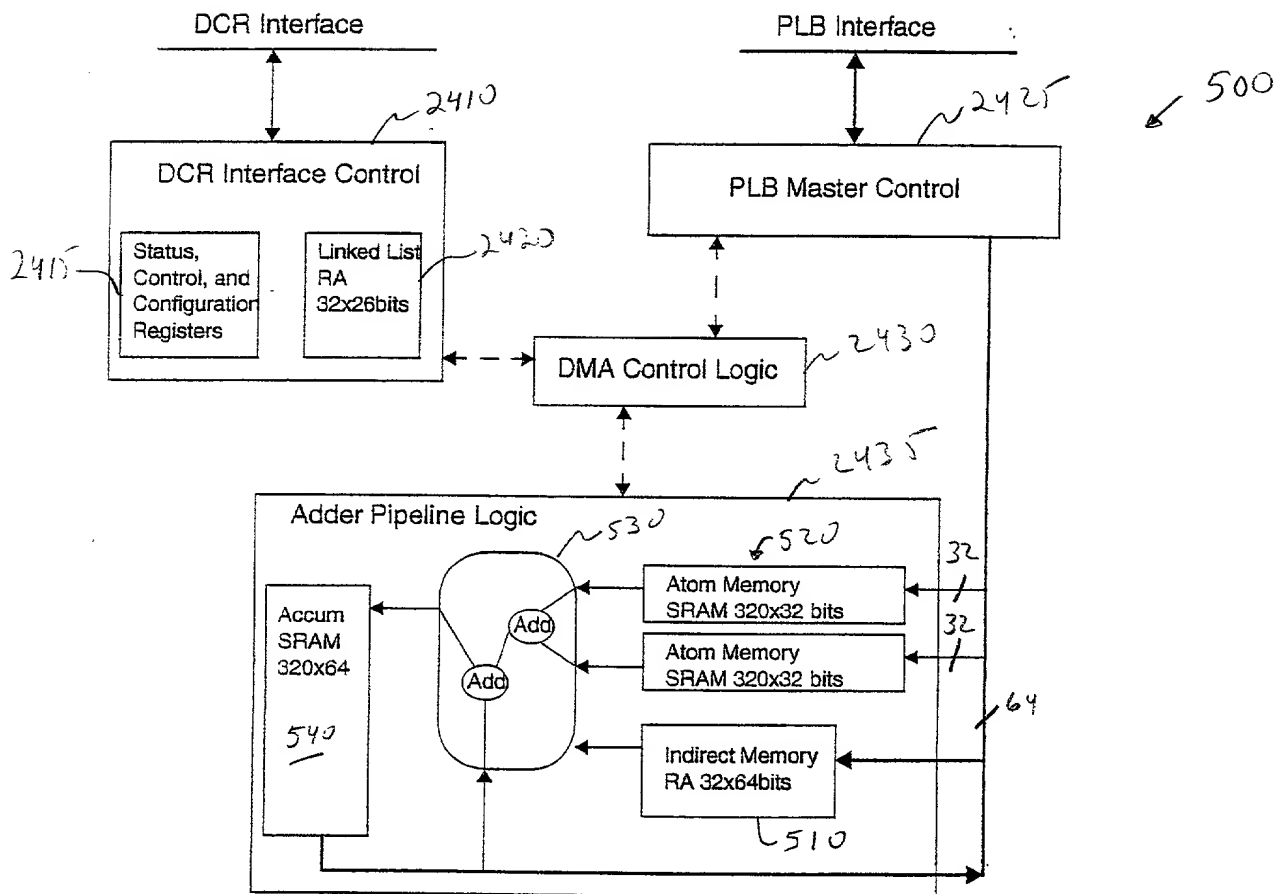 DCR Interface
PLB Interface
500
2410
2425
DCR Interface Control
PLB Master Control
2415
Status,
Control, and
Configuration
Registers
Linked List
RA
32x26bits
2420
DMA Control Logic
2430
2435
Adder Pipeline Logic
530
520
32
Accum
SRAM
320x64
540
Add
Add
Atom Memory
SRAM 320x32 bits
32
Atom Memory
SRAM 320x32 bits
64
Indirect Memory
RA 32x64bits
510